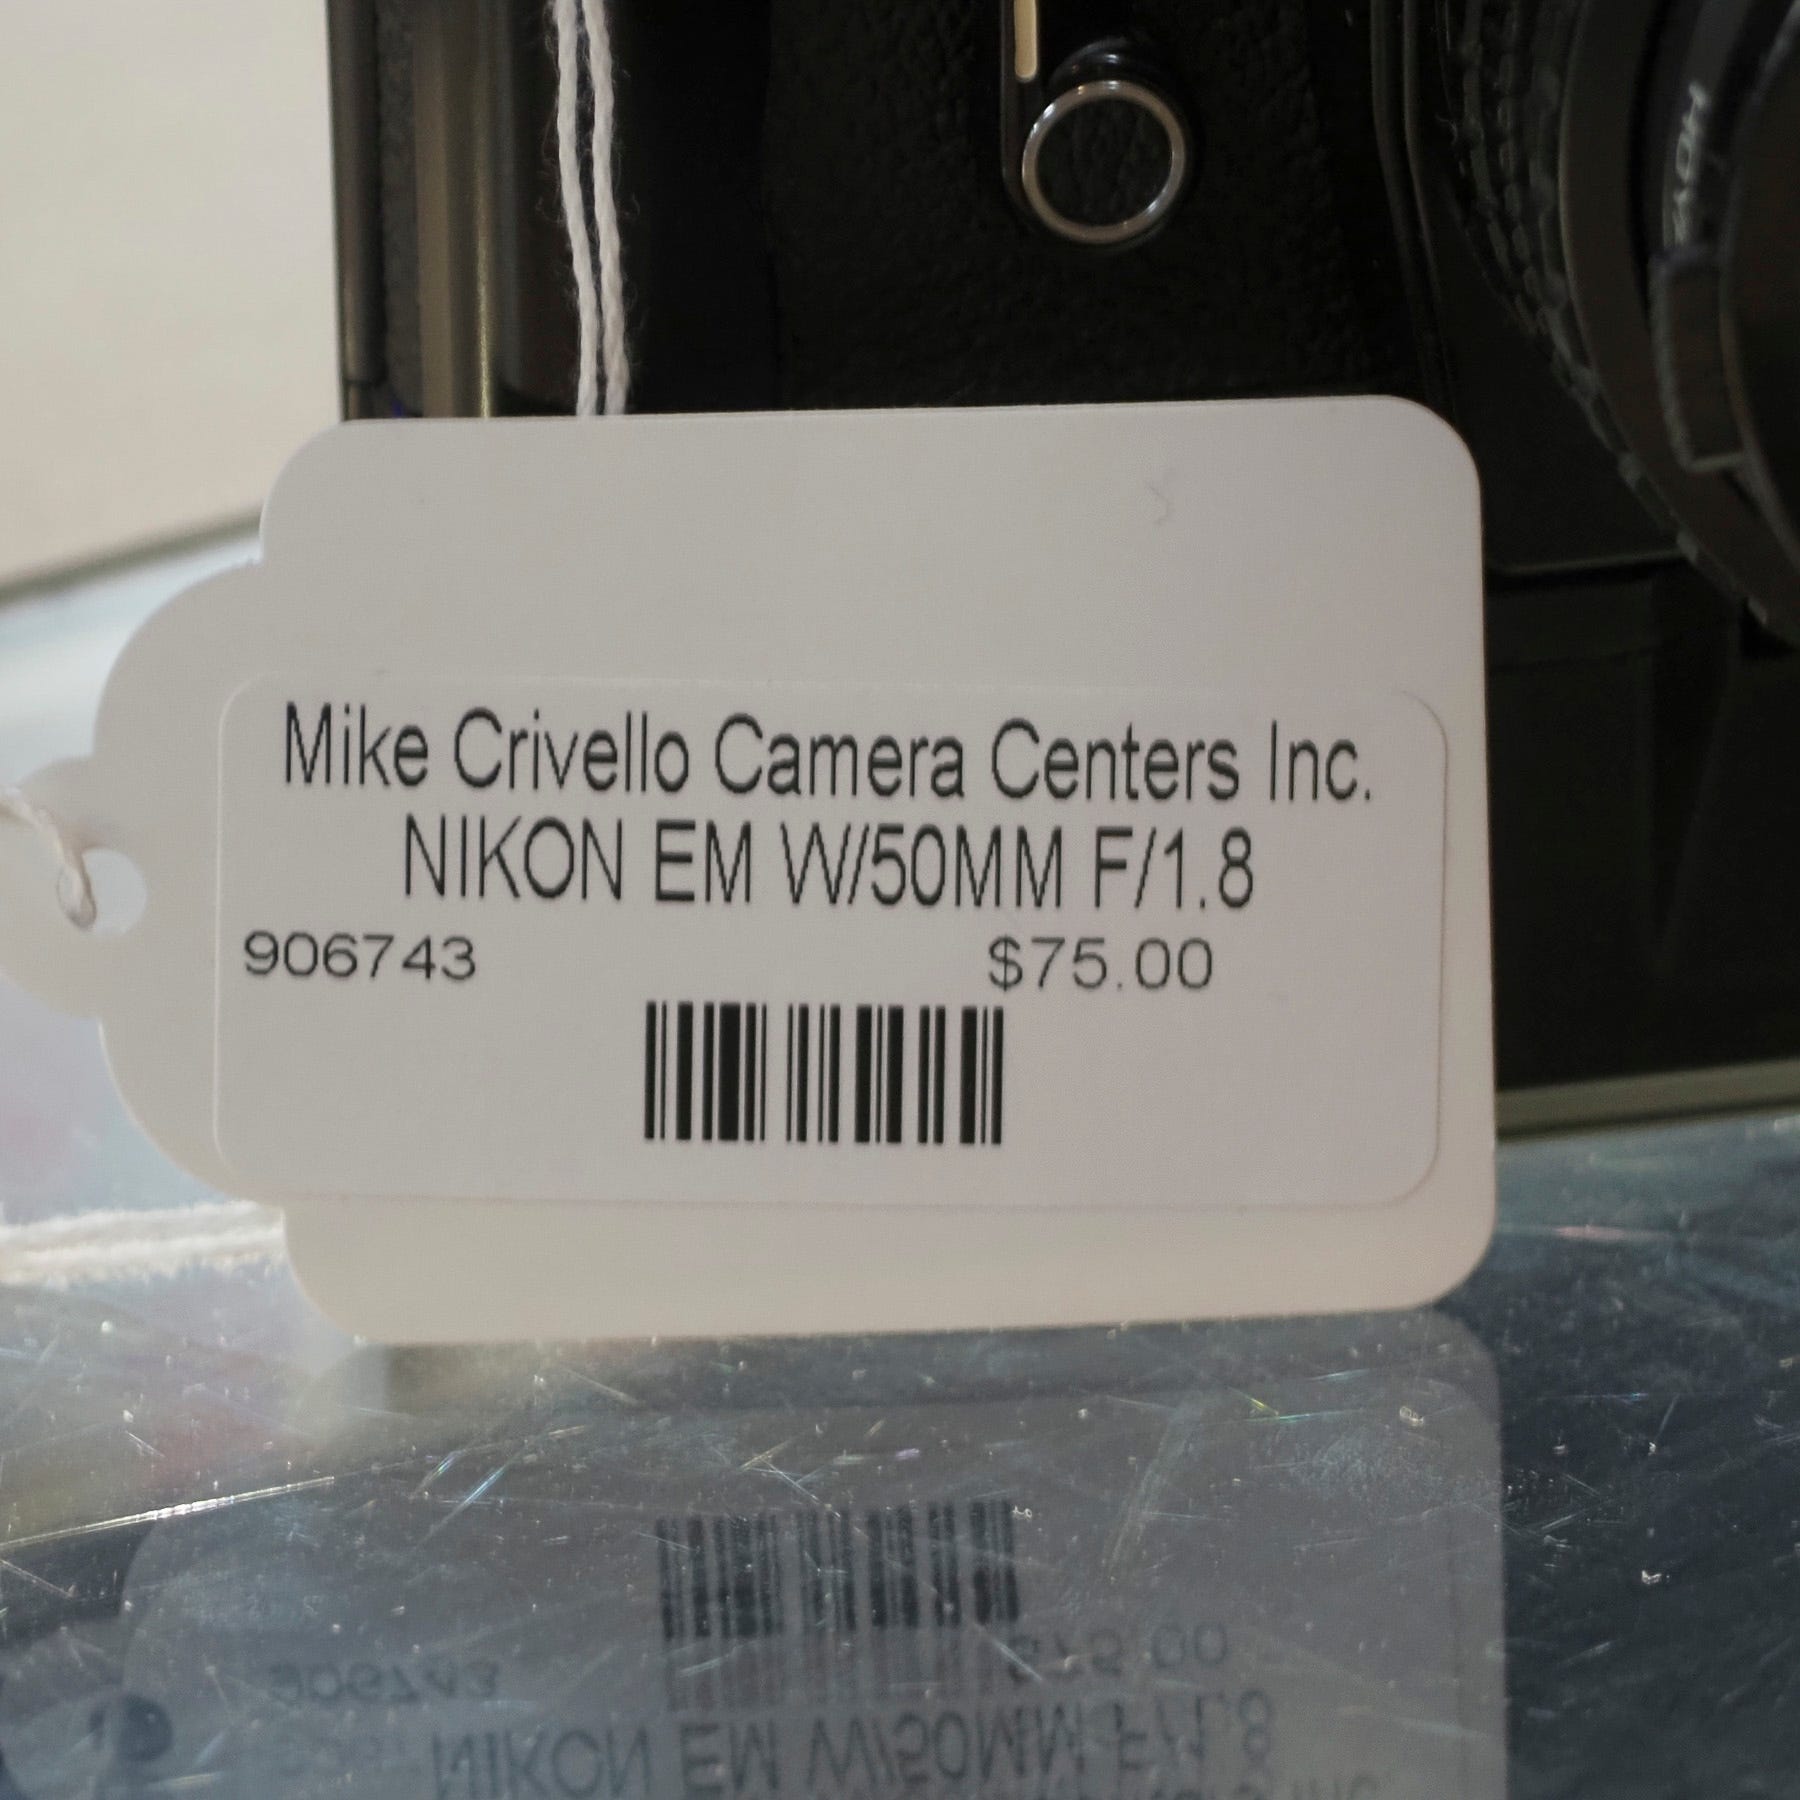 Mike Crivello Camera Centers Inc.
NIKON EM W/50MM F/1.8
906743 $75.00